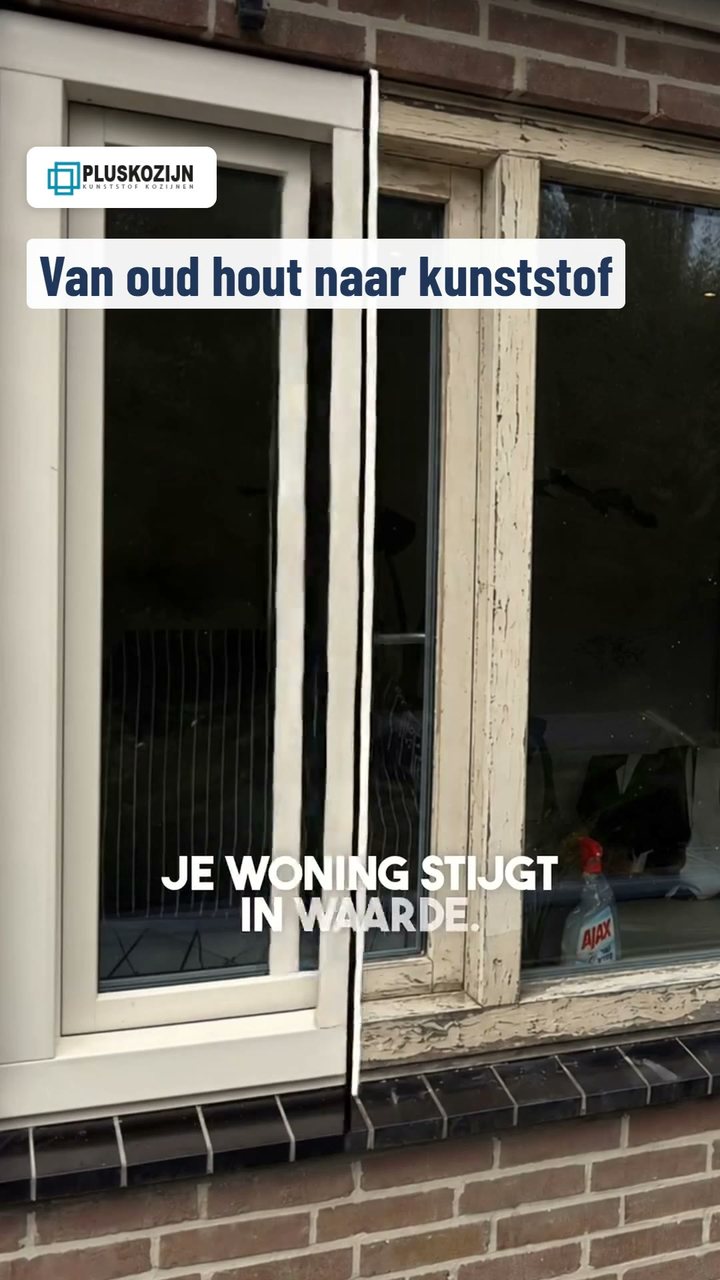 PLUSKOZIJN
KUNSTSTOF KOZIJNEN
Van oud hout naar kunststof
JE WONING STIJGT
IN WAARDE.
AJAX